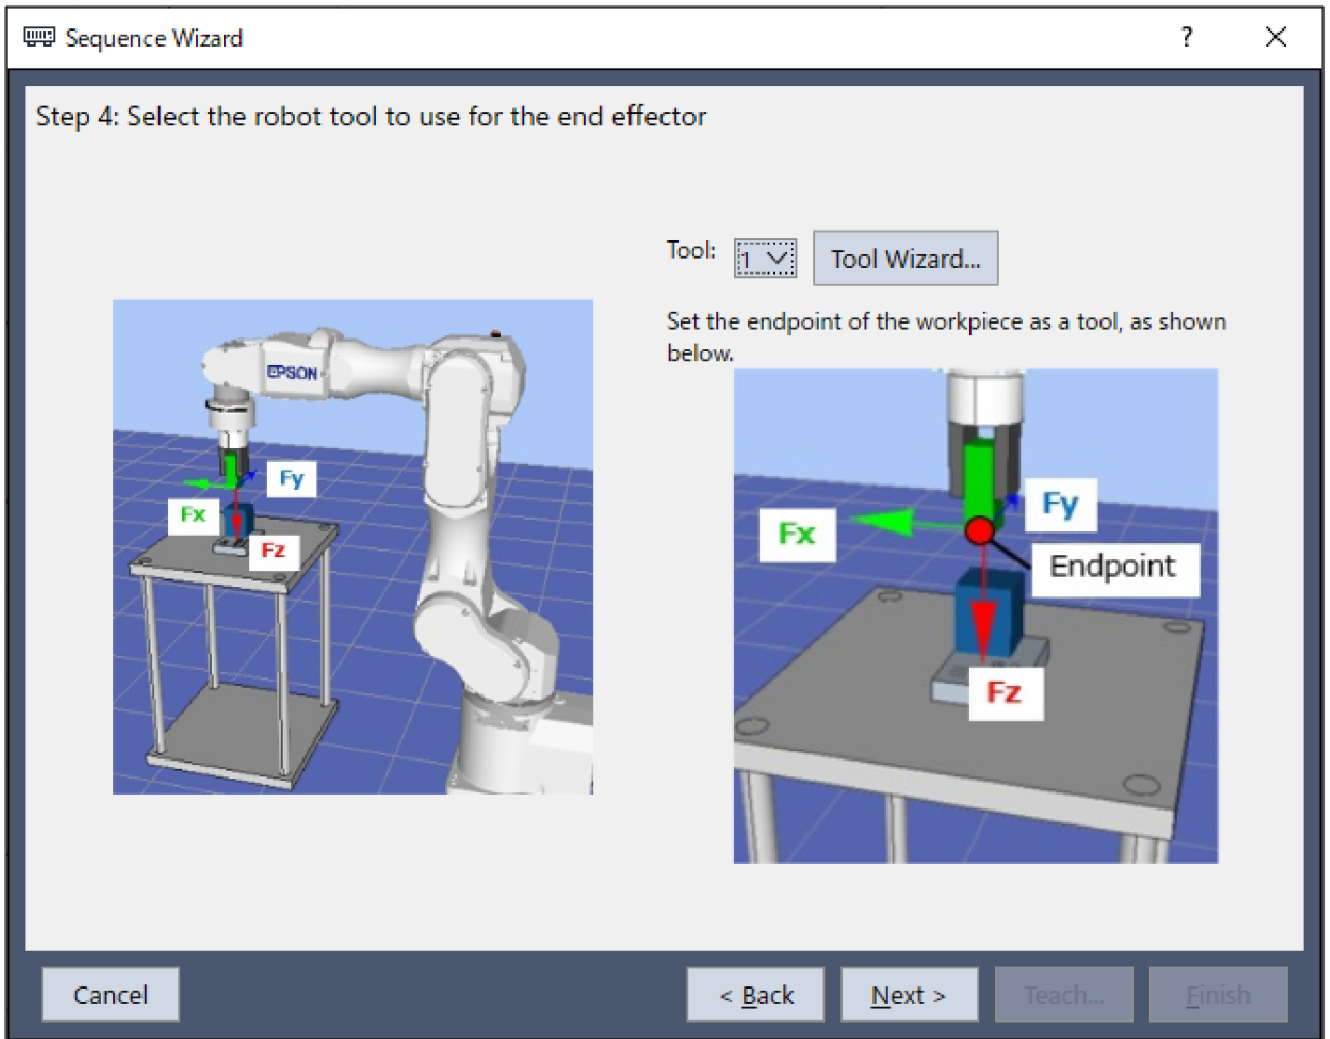 Sequence Wizard
?
Step 4: Select the robot tool to use for the end effector
Tool:
1
Tool Wizard...
Set the endpoint of the workpiece as a tool, as shown
below.
EPSON
Fy
Fx
Fz
Fy
Fx
Endpoint
Fz
Cancel
< Back
Next >
Teach...
Finish